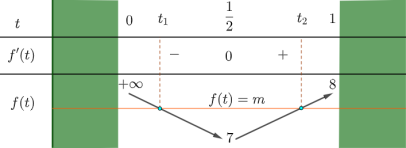 t 0 t₁ 1/2 t₂ 1
f′(t) − 0 +
f(t) +∞ f(t) = m 8
7